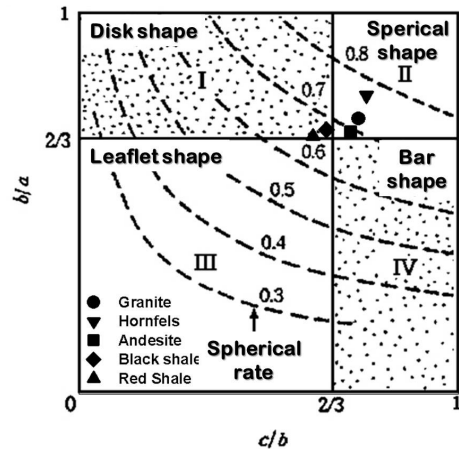 1
Disk shape
Sperical
shape
0.8
II
I
0.7
2/3
0.6
Leaflet shape
Bar
shape
b/a
0.5
0.4
III
IV
0.3
Granite
Hornfels
Andesite
Black shale
Red Shale
Spherical
rate
0
2/3
1
c/b